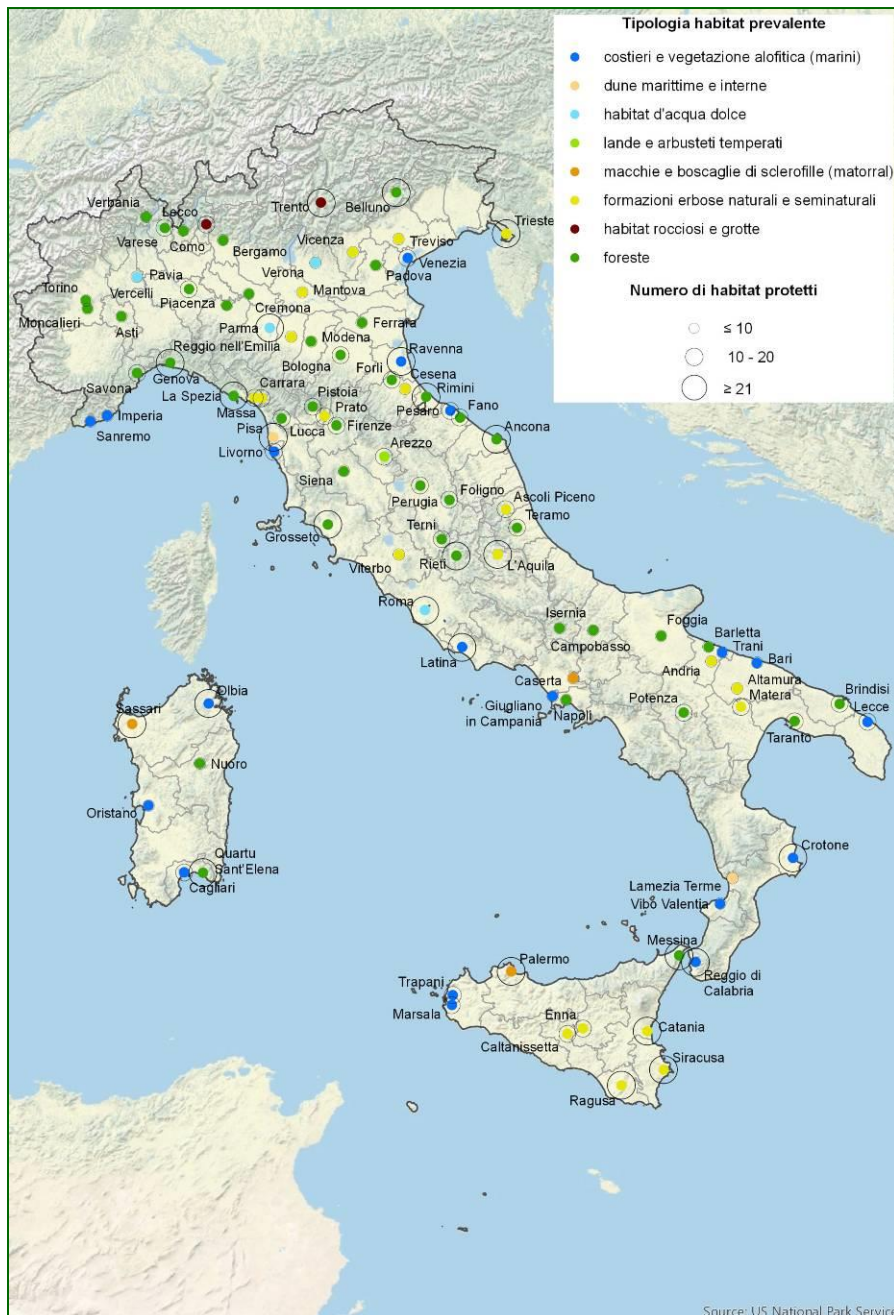 Tipologia habitat prevalente
costieri e vegetazione alofitica (marini)
dune marittime e interne
habitat d'acqua dolce
lande e arbusteti temperati
macchie e boscaglie di sclerofille (matorral)
formazioni erbose naturali e seminaturali
habitat rocciosi e grotte
foreste
Numero di habitat protetti
≤ 10
10 - 20
≥ 21
Verbania
Lecco
Trento
Belluno
Varese
Como
Bergamo
Vicenza
Treviso
Trieste
Verona
Venezia
Padova
Pavia
Torino
Vercelli
Piacenza
Mantova
Moncalieri
Asti
Cremona
Parma
Ferrara
Modena
Reggio nell'Emilia
Bologna
Ravenna
Savona
Genova
Forlì
Cesena
La Spezia
Carrara
Rimini
Massa
Pistoia
Prato
Pesaro
Fano
Imperia
Sanremo
Pisa
Lucca
Firenze
Ancona
Livorno
Arezzo
Siena
Perugia
Foligno
Ascoli Piceno
Teramo
Grosseto
Terni
Viterbo
Rieti
L'Aquila
Roma
Isernia
Foggia
Campobasso
Barletta
Trani
Bari
Latina
Andria
Caserta
Altamura
Matera
Brindisi
Lecce
Olbia
Sassari
Giugliano
in Campania
Napoli
Potenza
Taranto
Nuoro
Oristano
Quartu
Sant'Elena
Cagliari
Crotone
Lamezia Terme
Vibo Valentia
Messina
Palermo
Reggio di
Calabria
Trapani
Marsala
Enna
Catania
Caltanissetta
Siracusa
Ragusa
Source: US National Park Service